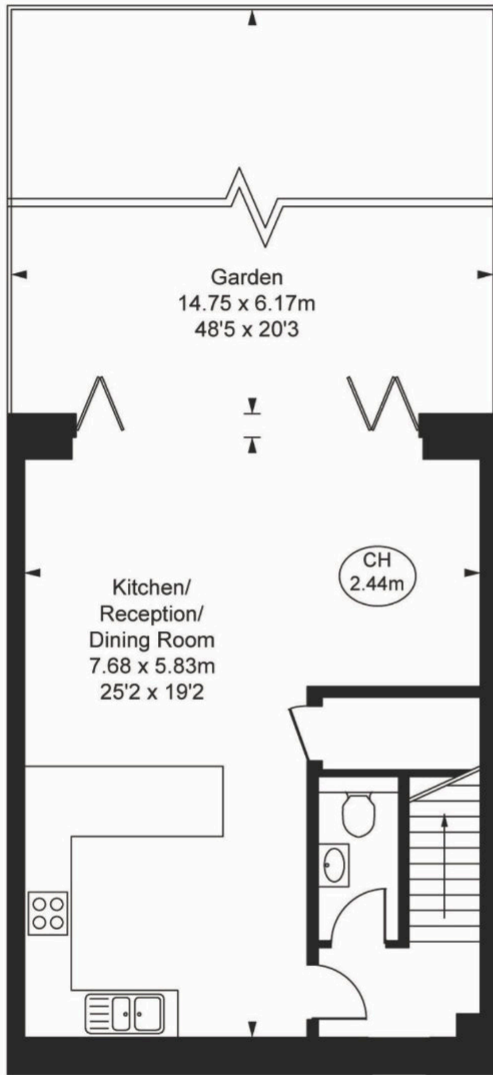 Garden
14.75 x 6.17m
48'5 x 20'3
CH
2.44m
Kitchen/
Reception/
Dining Room
7.68 x 5.83m
25'2 x 19'2